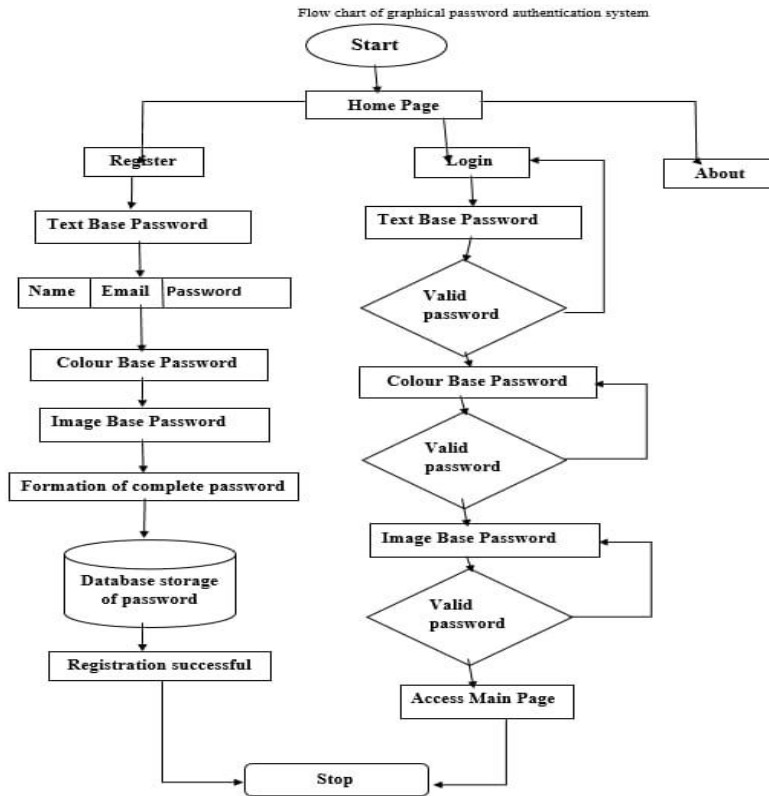 Flow chart of graphical password authentication system
Start
Home Page
Register
Login
About
Text Base Password
Name
Email
Password
Colour Base Password
Image Base Password
Formation of complete password
Database storage
of password
Registration successful
Text Base Password
Valid
password
Colour Base Password
Valid
password
Image Base Password
Valid
password
Access Main Page
Stop